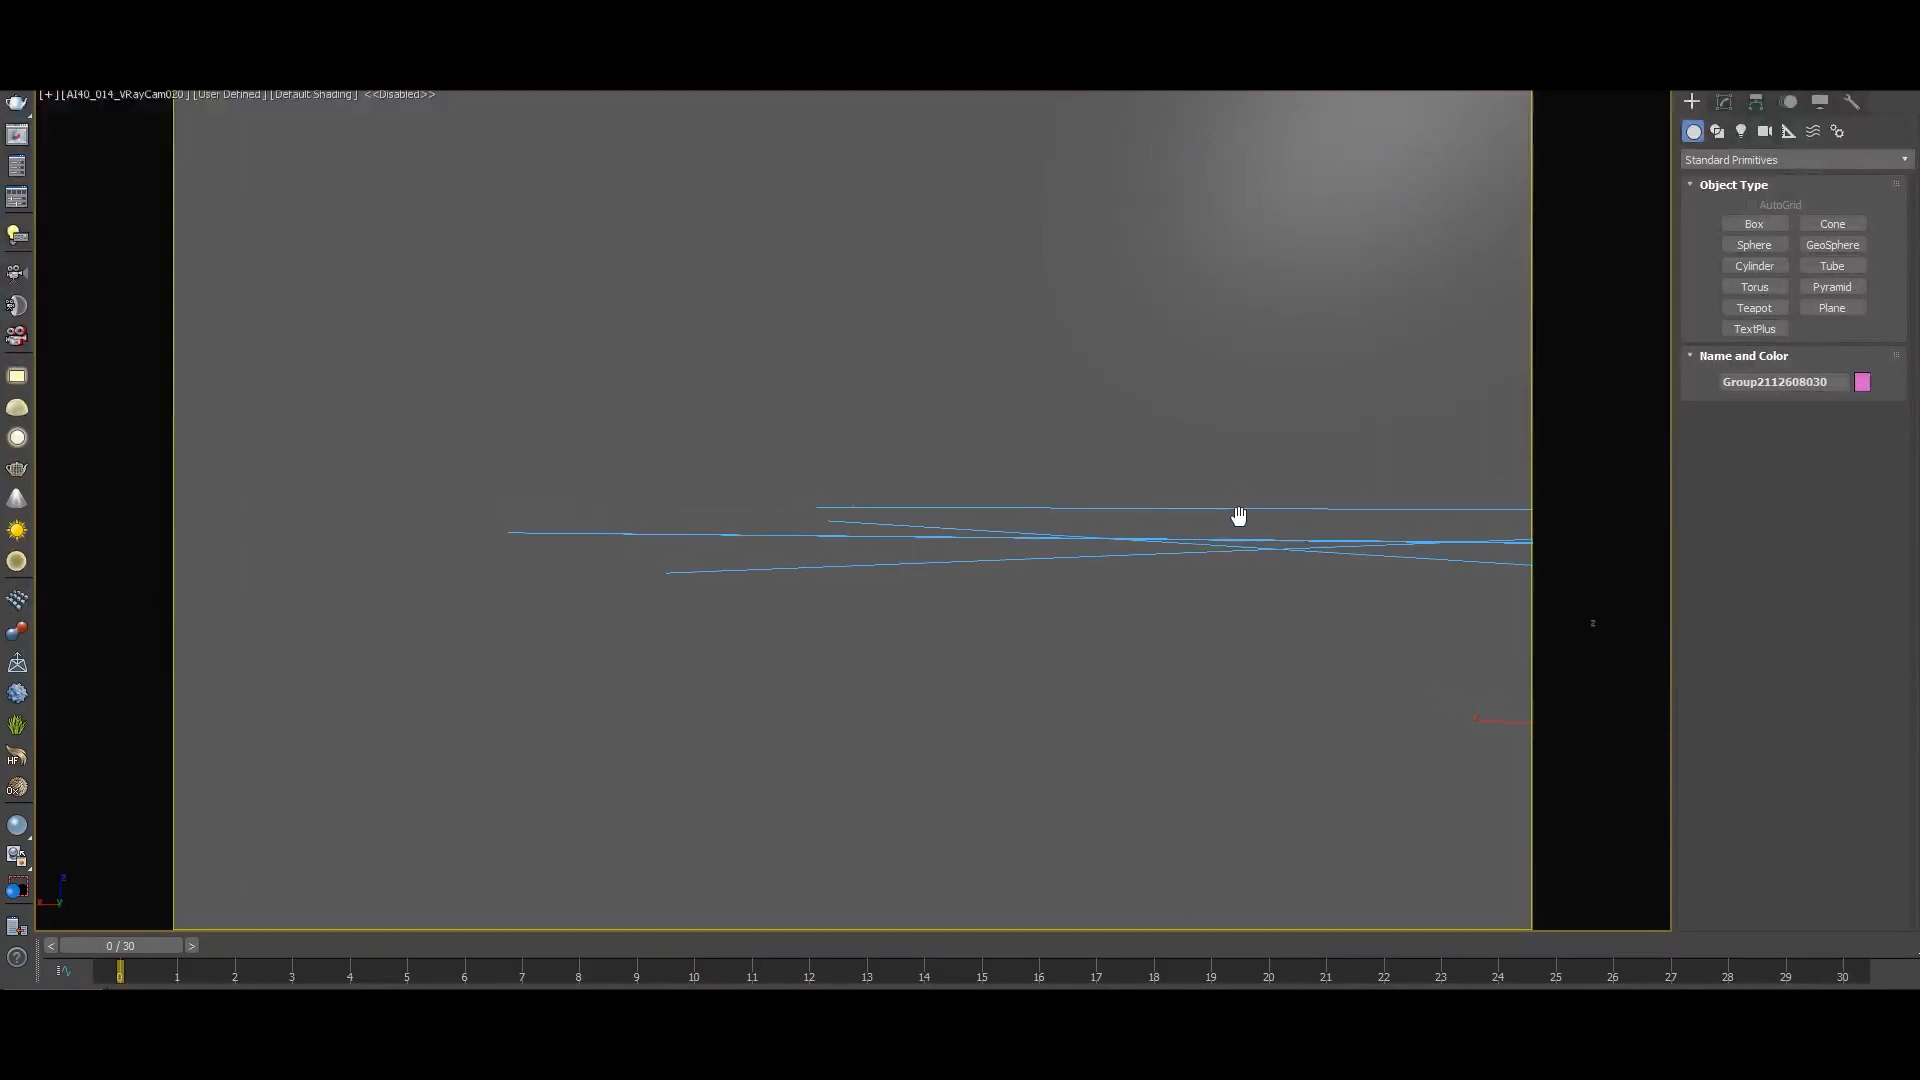 [+][AI40_014_VRayCam020][User Defined][Default Shading] <<Disabled>>
Standard Primitives
Object Type
AutoGrid
Box Cone
Sphere GeoSphere
Cylinder Tube
Torus Pyramid
Teapot Plane
TextPlus
Name and Color
Group2112608030
z
z
x y
HF
< 0 / 30 >
0 1 2 3 4 5 6 7 8 9 10 11 12 13 14 15 16 17 18 19 20 21 22 23 24 25 26 27 28 29 30